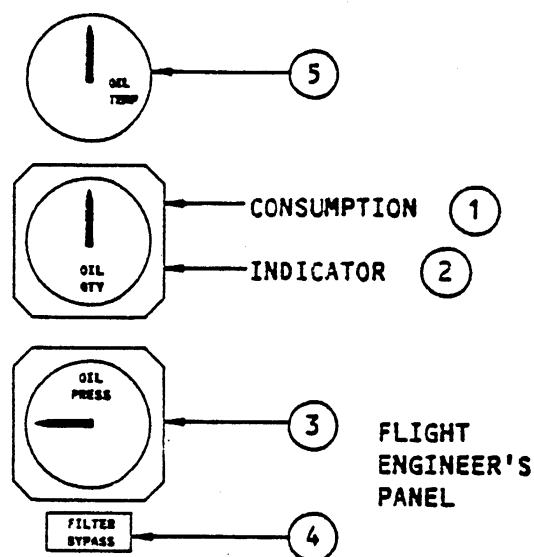 OIL
TEMP
5
CONSUMPTION 1
OIL
QTY
INDICATOR 2
OIL
PRESS
3
FLIGHT
ENGINEER'S
PANEL
FILTER
BYPASS
4